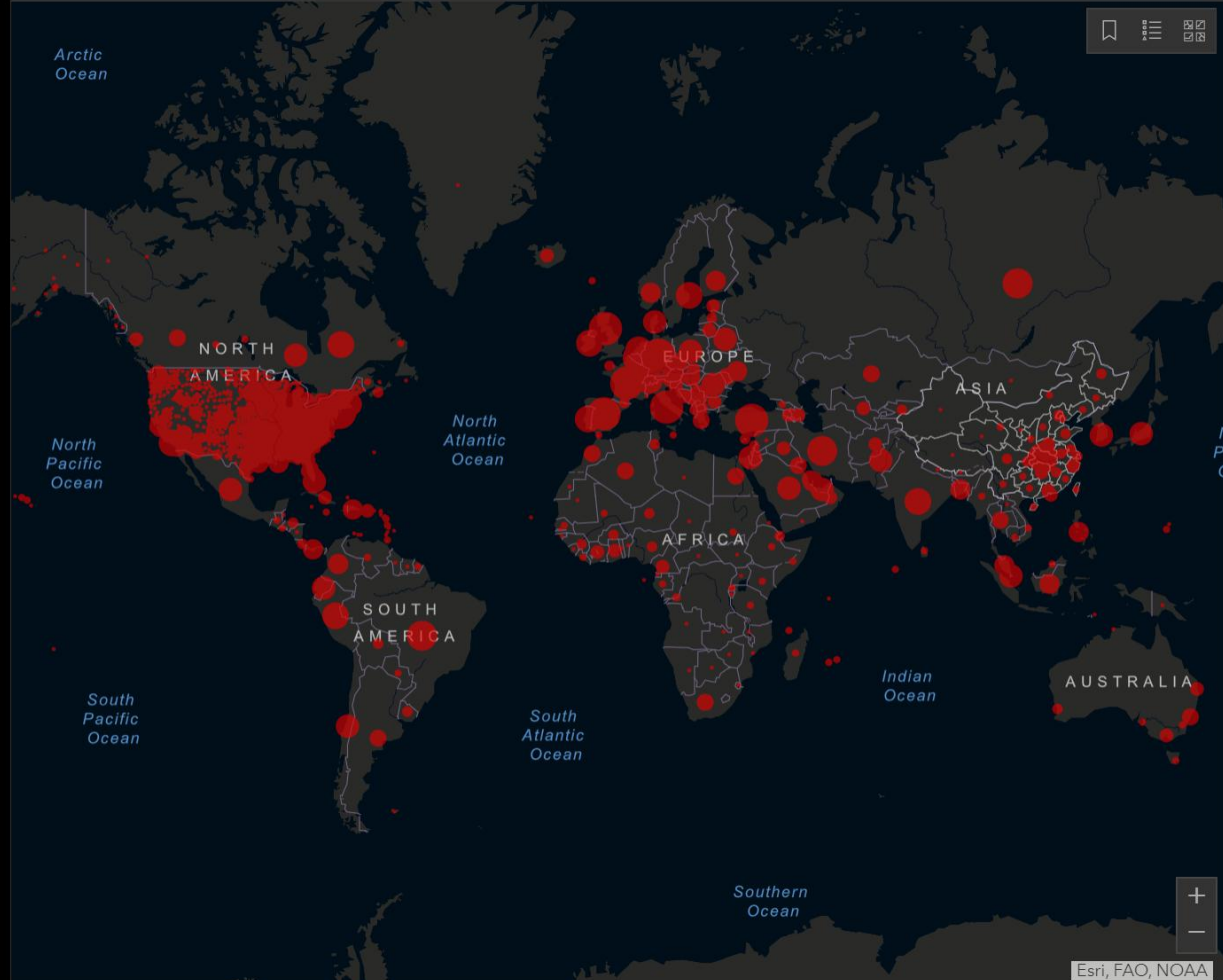 Arctic
Ocean
NORTH
AMERICA
EUROPE
ASIA
North
Pacific
Ocean
North
Atlantic
Ocean
AFRICA
SOUTH
AMERICA
South
Pacific
Ocean
South
Atlantic
Ocean
Indian
Ocean
AUSTRALIA
Southern
Ocean
+
−
Esri, FAO, NOAA